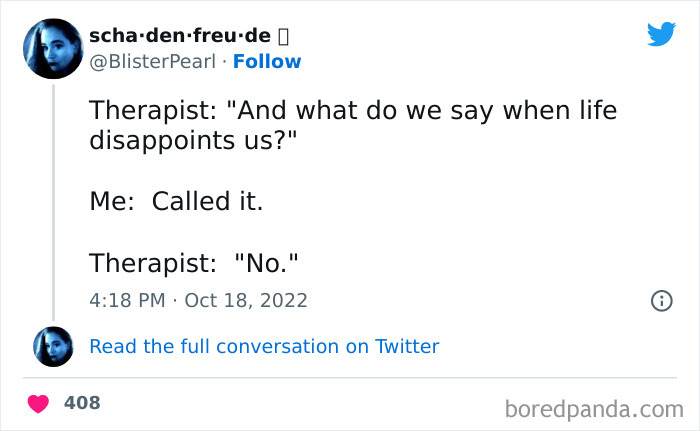 scha·den·freu·de
@BlisterPearl · Follow
Therapist: "And what do we say when life
disappoints us?"
Me:  Called it.
Therapist:  "No."
4:18 PM · Oct 18, 2022
Read the full conversation on Twitter
408
boredpanda.com